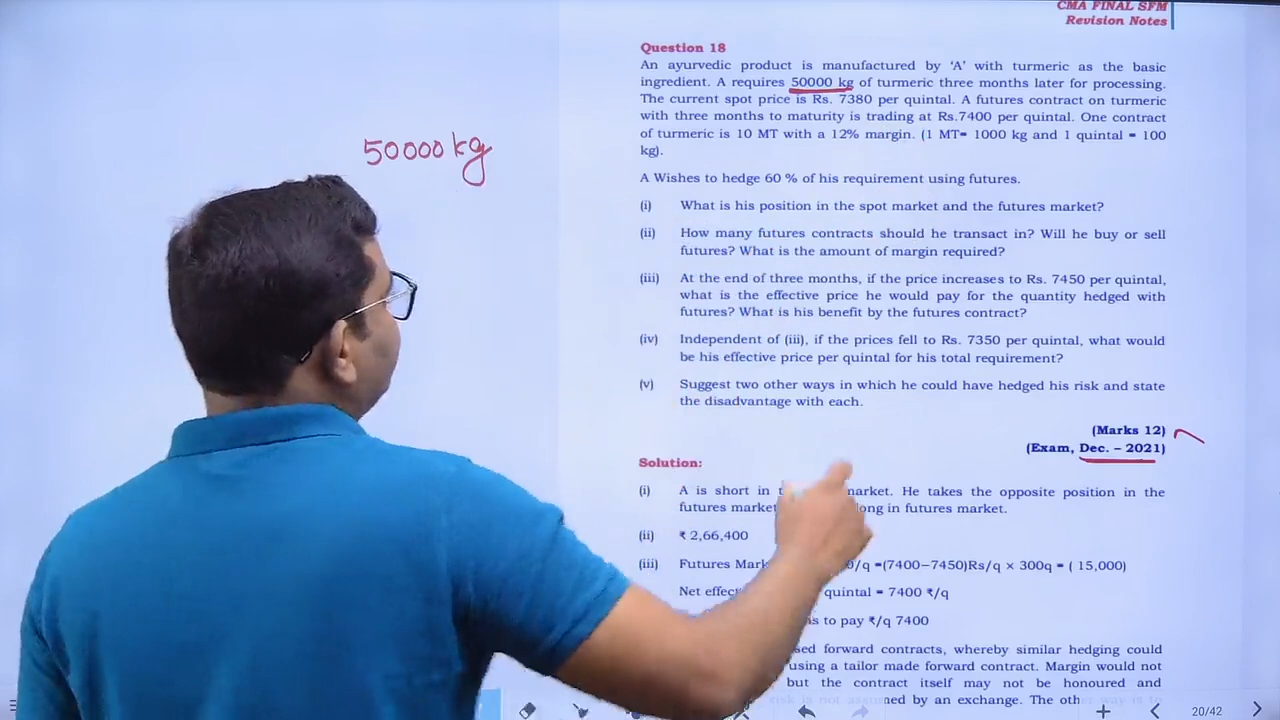 CMA FINAL SFM
Revision Notes
50000 kg
Question 18
An ayurvedic product is manufactured by ‘A’ with turmeric as the basic
ingredient. A requires 50000 kg of turmeric three months later for processing.
The current spot price is Rs. 7380 per quintal. A futures contract on turmeric
with three months to maturity is trading at Rs.7400 per quintal. One contract
of turmeric is 10 MT with a 12% margin. (1 MT= 1000 kg and 1 quintal = 100
kg).
A Wishes to hedge 60 % of his requirement using futures.
(i) What is his position in the spot market and the futures market?
(ii) How many futures contracts should he transact in? Will he buy or sell
futures? What is the amount of margin required?
(iii) At the end of three months, if the price increases to Rs. 7450 per quintal,
what is the effective price he would pay for the quantity hedged with
futures? What is his benefit by the futures contract?
(iv) Independent of (iii), if the prices fell to Rs. 7350 per quintal, what would
be his effective price per quintal for his total requirement?
(v) Suggest two other ways in which he could have hedged his risk and state
the disadvantage with each.
(Marks 12)
(Exam, Dec. – 2021)
Solution:
(i) A is short in market. He takes the opposite position in the
futures market long in futures market.
(ii) ₹ 2,66,400
(iii) Futures 0/q =(7400−7450)Rs/q × 300q = ( 15,000)
Net quintal = 7400 ₹/q
is to pay ₹/q 7400
sed forward contracts, whereby similar hedging could
using a tailor made forward contract. Margin would not
but the contract itself may not be honoured and
risk is not assumed by an exchange. The other way is to
20/42